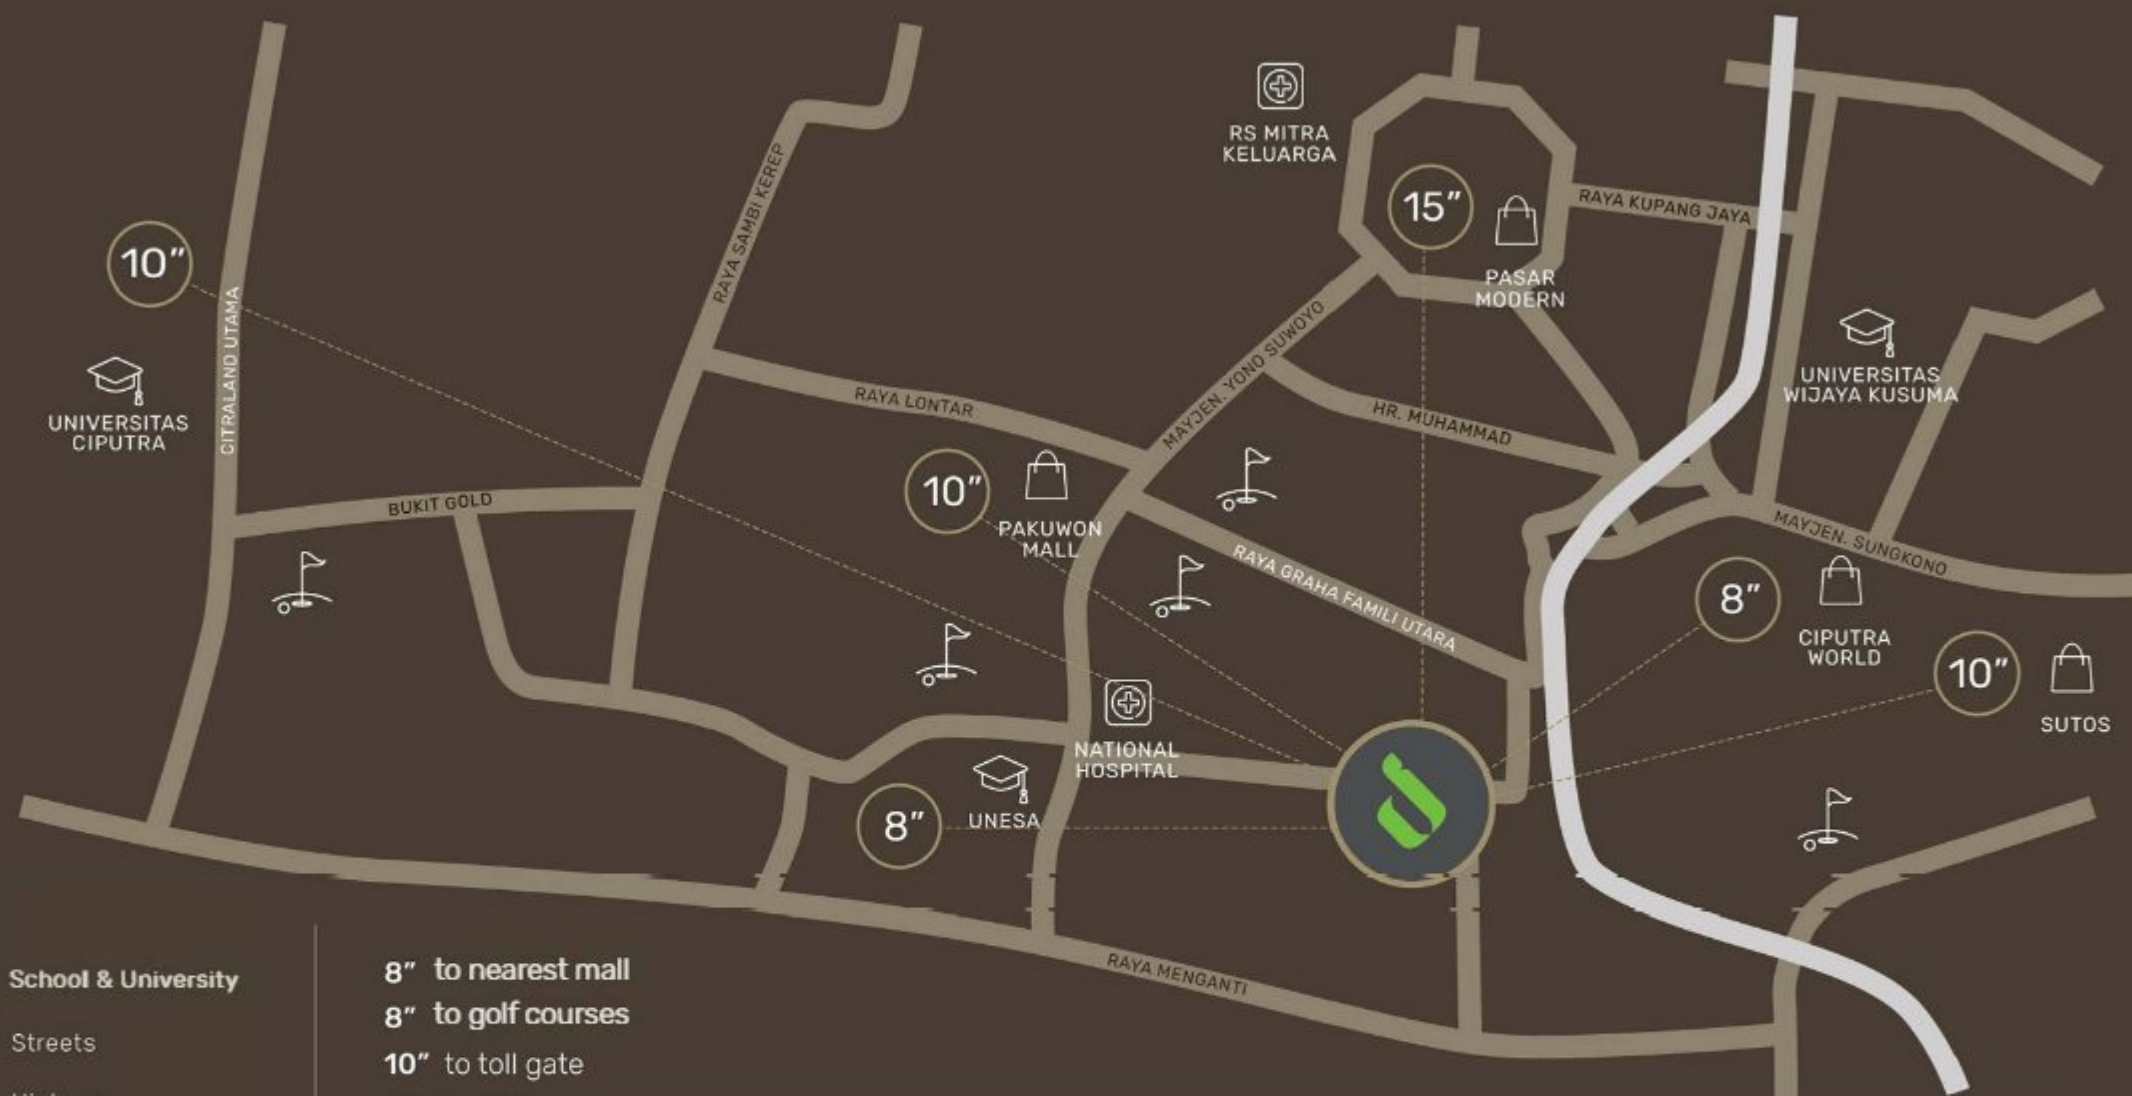 RS MITRA
KELUARGA
15”
RAYA KUPANG JAYA
PASAR
MODERN
10”
RAYA SAMBI KEREP
CITRALAND UTAMA
UNIVERSITAS
CIPUTRA
MAYJEN. YONO SUWOYO
UNIVERSITAS
WIJAYA KUSUMA
RAYA LONTAR
HR. MUHAMMAD
10”
PAKUWON
MALL
BUKIT GOLD
MAYJEN. SUNGKONO
RAYA GRAHA FAMILI UTARA
8”
CIPUTRA
WORLD
10”
SUTOS
NATIONAL
HOSPITAL
8”
UNESA
RAYA MENGANTI
School & University
Streets
8” to nearest mall
8” to golf courses
10” to toll gate